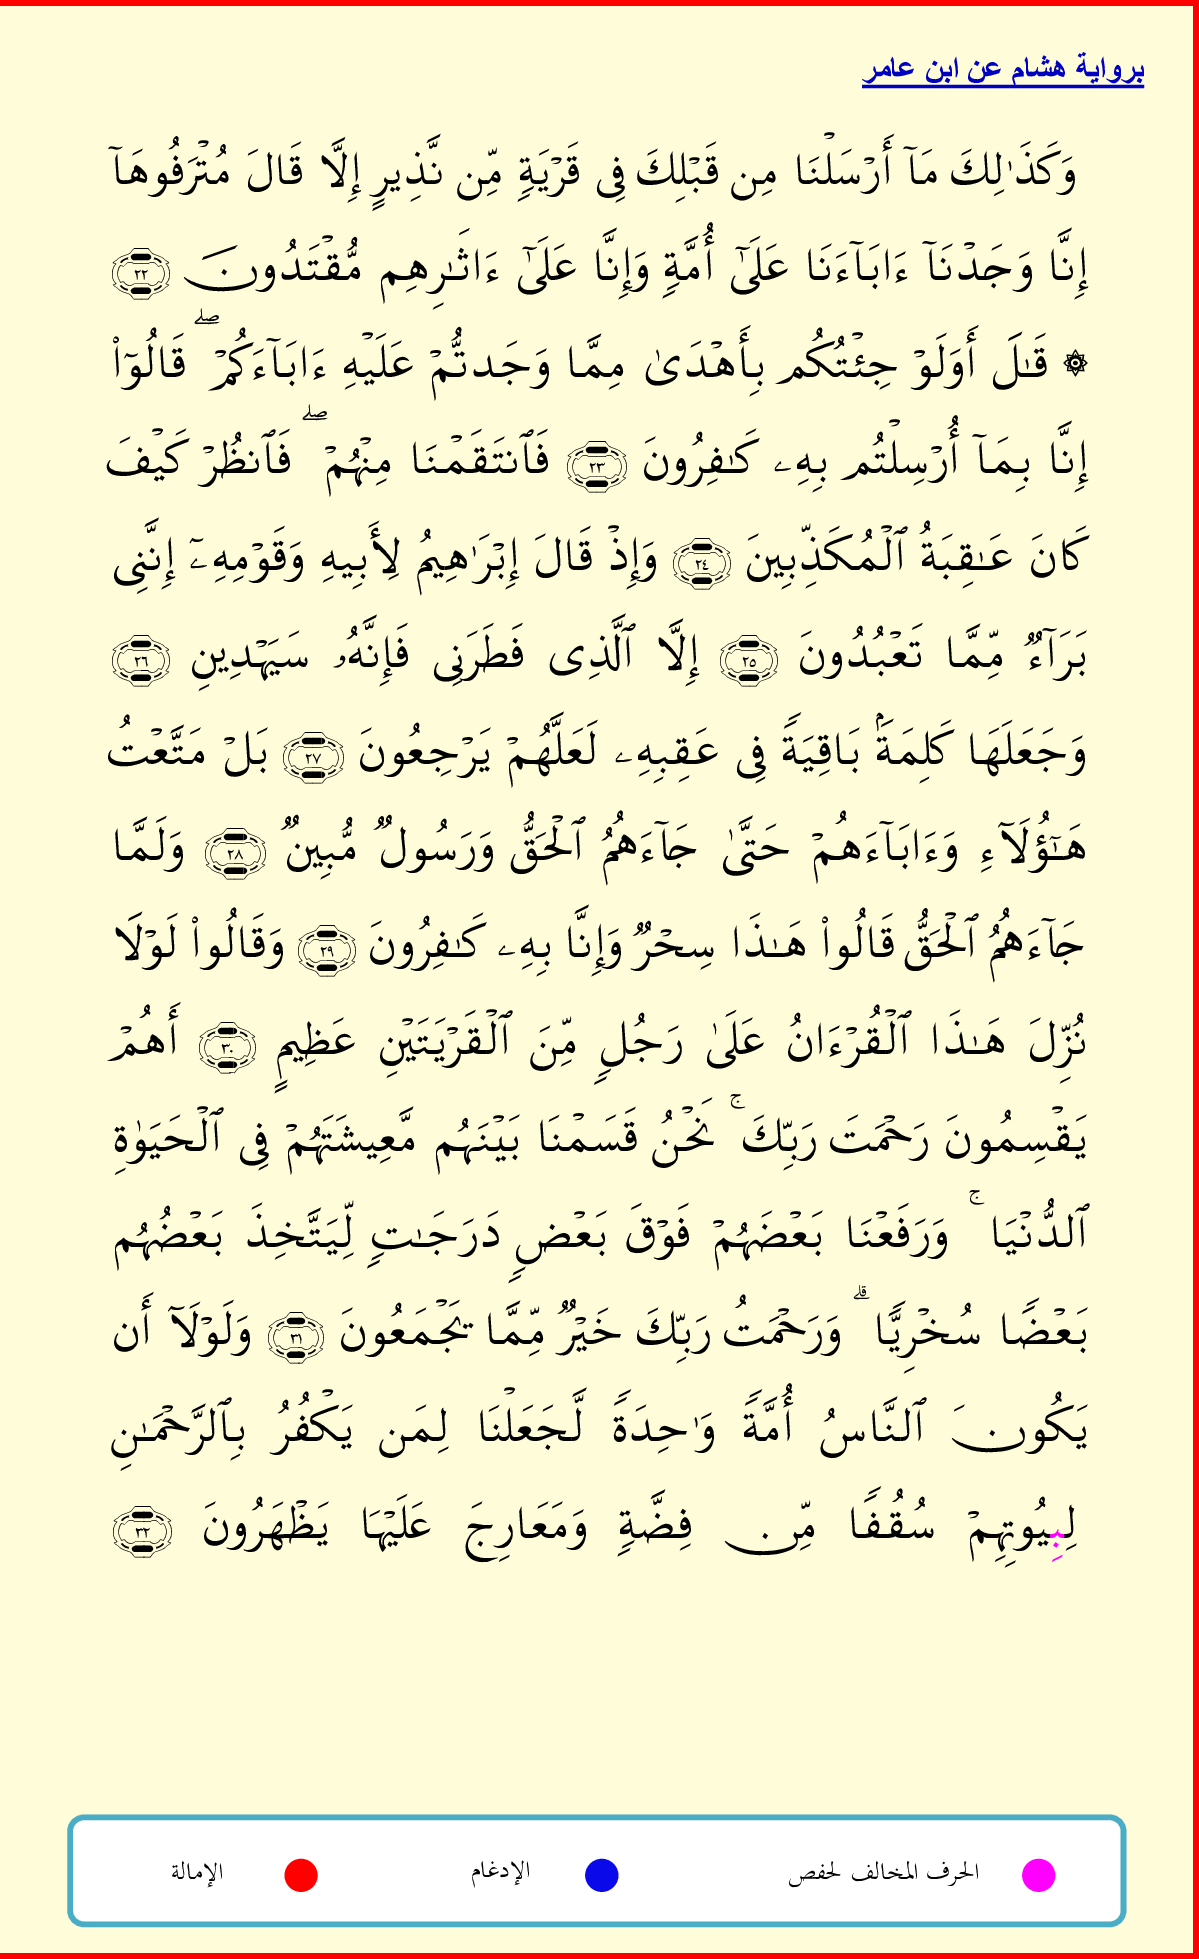 برواية هشام عن ابن عامر
وَكَذَٰلِكَ مَآ أَرۡسَلۡنَا مِن قَبۡلِكَ فِى قَرۡيَةٍ مِّن نَّذِيرٍ إِلَّا قَالَ مُتۡرَفُوهَآ
إِنَّا وَجَدۡنَآ ءَابَآءَنَا عَلَىٰٓ أُمَّةٍ وَإِنَّا عَلَىٰٓ ءَاثَٰرِهِم مُّقۡتَدُونَ ٢٢
۞ قَٰلَ أَوَلَوۡ جِئۡتُكُم بِأَهۡدَىٰ مِمَّا وَجَدتُّمۡ عَلَيۡهِ ءَابَآءَكُمۡۖ قَالُوٓاْ
إِنَّا بِمَآ أُرۡسِلۡتُم بِهِۦ كَٰفِرُونَ ٢٣ فَٱنتَقَمۡنَا مِنۡهُمۡۖ فَٱنظُرۡ كَيۡفَ
كَانَ عَٰقِبَةُ ٱلۡمُكَذِّبِينَ ٢٤ وَإِذۡ قَالَ إِبۡرَٰهِيمُ لِأَبِيهِ وَقَوۡمِهِۦٓ إِنَّنِى
بَرَآءٌ مِّمَّا تَعۡبُدُونَ ٢٥ إِلَّا ٱلَّذِى فَطَرَنِى فَإِنَّهُۥ سَيَهۡدِينِ ٢٦
وَجَعَلَهَا كَلِمَةَۢ بَاقِيَةً فِى عَقِبِهِۦ لَعَلَّهُمۡ يَرۡجِعُونَ ٢٧ بَلۡ مَتَّعۡتُ
هَٰٓؤُلَآءِ وَءَابَآءَهُمۡ حَتَّىٰ جَآءَهُمُ ٱلۡحَقُّ وَرَسُولٌ مُّبِينٌ ٢٨ وَلَمَّا
جَآءَهُمُ ٱلۡحَقُّ قَالُواْ هَٰذَا سِحۡرٌ وَإِنَّا بِهِۦ كَٰفِرُونَ ٢٩ وَقَالُواْ لَوۡلَا
نُزِّلَ هَٰذَا ٱلۡقُرۡءَانُ عَلَىٰ رَجُلٍ مِّنَ ٱلۡقَرۡيَتَيۡنِ عَظِيمٍ ٣٠ أَهُمۡ
يَقۡسِمُونَ رَحۡمَتَ رَبِّكَۚ نَحۡنُ قَسَمۡنَا بَيۡنَهُم مَّعِيشَتَهُمۡ فِى ٱلۡحَيَوٰةِ
ٱلدُّنۡيَاۚ وَرَفَعۡنَا بَعۡضَهُمۡ فَوۡقَ بَعۡضٍ دَرَجَٰتٍ لِّيَتَّخِذَ بَعۡضُهُم
بَعۡضًا سُخۡرِيًّاۗ وَرَحۡمَتُ رَبِّكَ خَيۡرٌ مِّمَّا يَجۡمَعُونَ ٣١ وَلَوۡلَآ أَن
يَكُونَ ٱلنَّاسُ أُمَّةً وَٰحِدَةً لَّجَعَلۡنَا لِمَن يَكۡفُرُ بِٱلرَّحۡمَٰنِ
لِبِيُوتِهِمۡ سُقُفًا مِّن فِضَّةٍ وَمَعَارِجَ عَلَيۡهَا يَظۡهَرُونَ ٣٢
الحرف المخالف لحفص الإدغام الإمالة